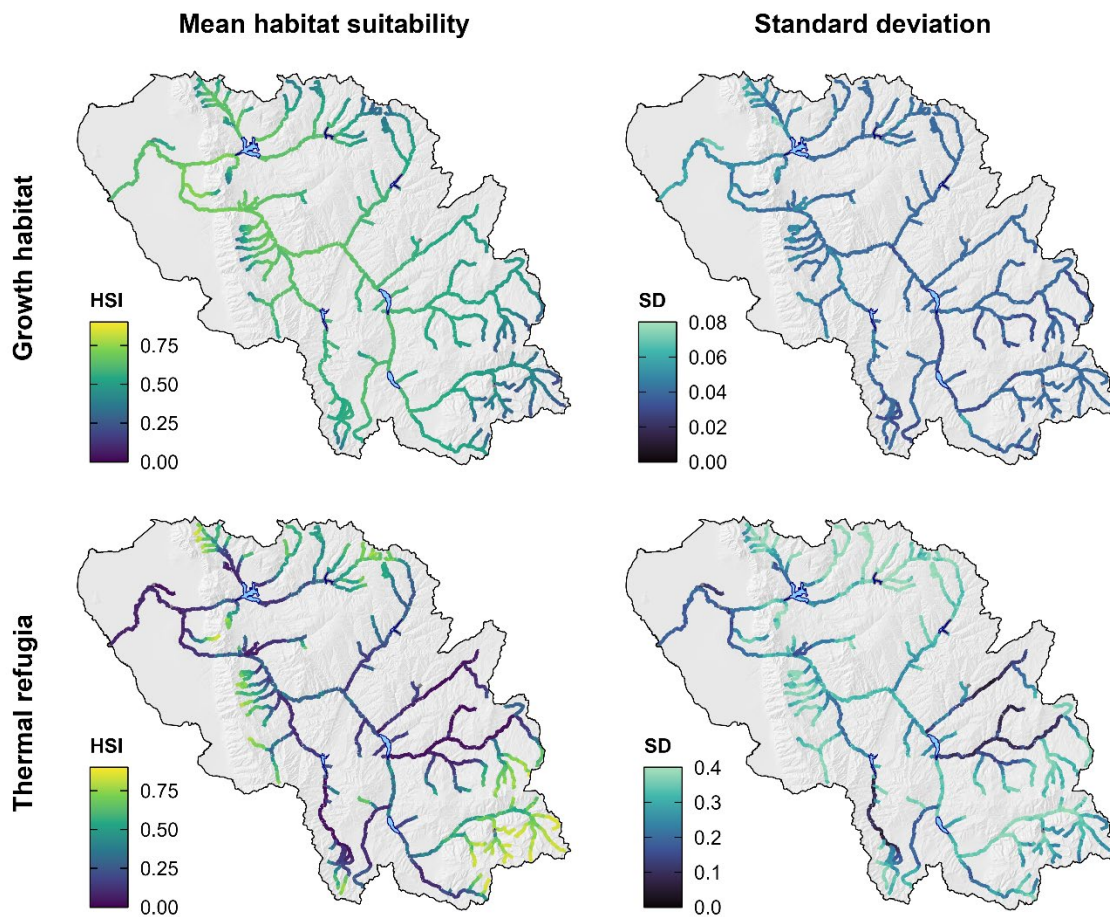 Mean habitat suitability
Standard deviation
Growth habitat
HSI
0.75
0.50
0.25
0.00
SD
0.08
0.06
0.04
0.02
0.00
Thermal refugia
HSI
0.75
0.50
0.25
0.00
SD
0.4
0.3
0.2
0.1
0.0